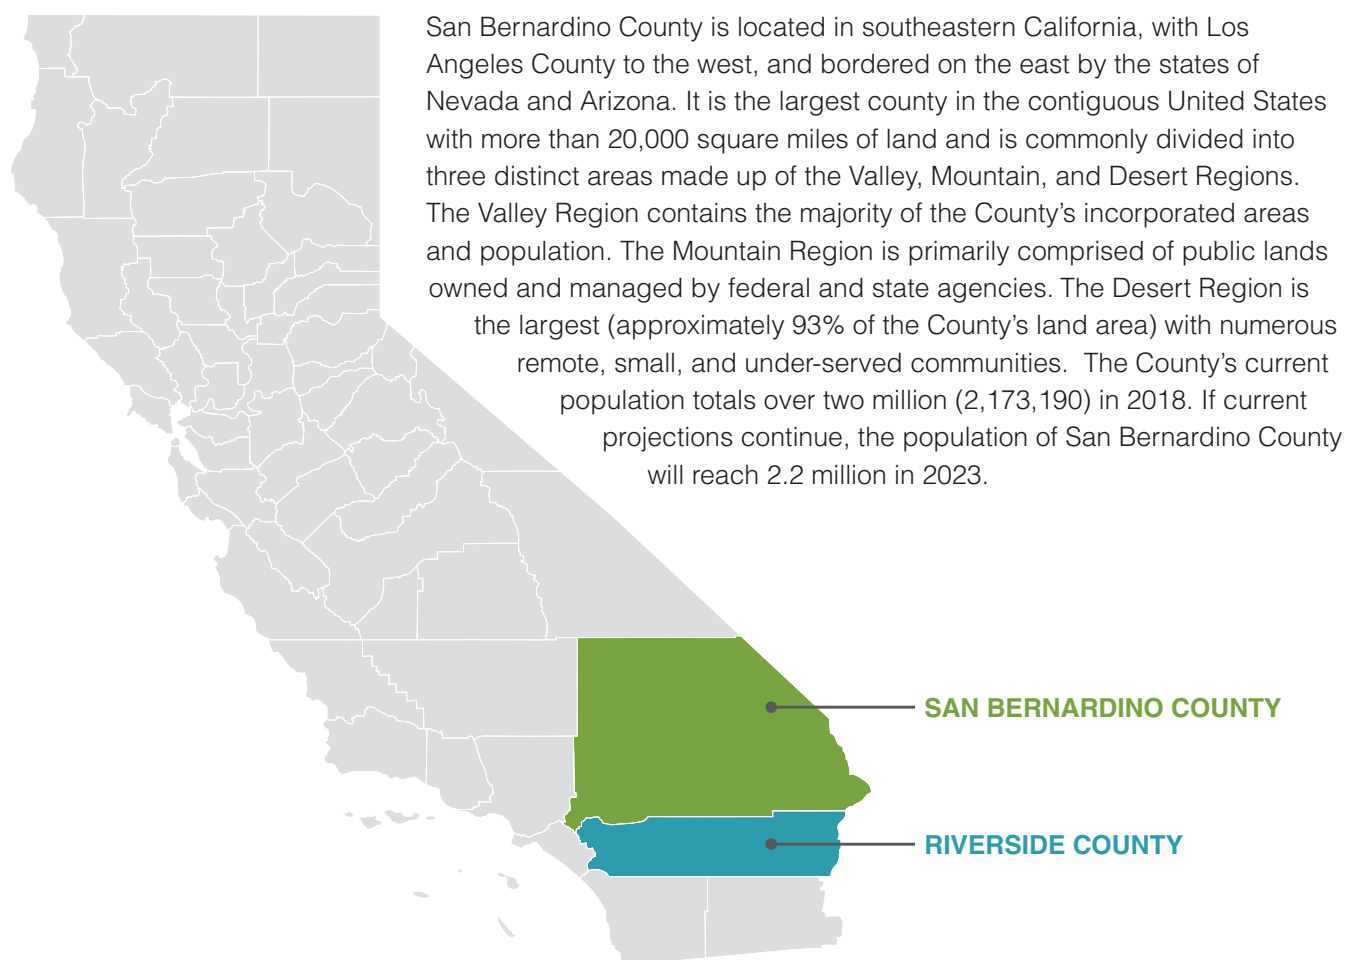 San Bernardino County is located in southeastern California, with Los
Angeles County to the west, and bordered on the east by the states of
Nevada and Arizona. It is the largest county in the contiguous United States
with more than 20,000 square miles of land and is commonly divided into
three distinct areas made up of the Valley, Mountain, and Desert Regions.
The Valley Region contains the majority of the County’s incorporated areas
and population. The Mountain Region is primarily comprised of public lands
owned and managed by federal and state agencies. The Desert Region is
the largest (approximately 93% of the County’s land area) with numerous
remote, small, and under-served communities.  The County’s current
population totals over two million (2,173,190) in 2018. If current
projections continue, the population of San Bernardino County
will reach 2.2 million in 2023.
SAN BERNARDINO COUNTY
RIVERSIDE COUNTY